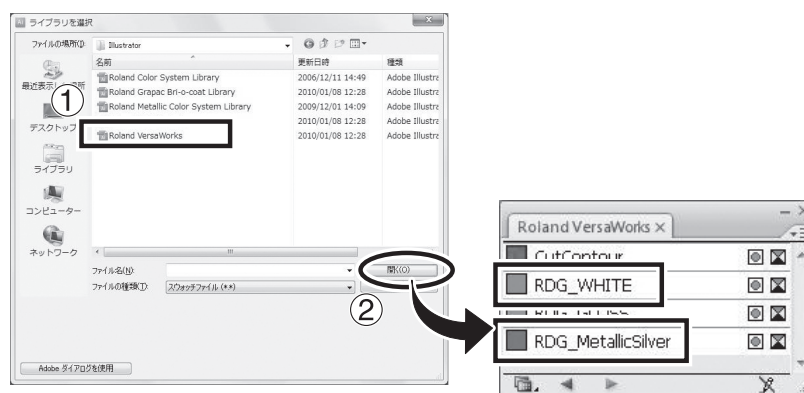 ライブラリを選択
ファイルの場所(I):
Illustrator
名前
更新日時
種類
Roland Color System Library
2006/12/11 14:49
Adobe Illustra
Roland Grapac Bri-o-coat Library
2010/01/08 12:28
Adobe Illustra
Roland Metallic Color System Library
2009/12/01 14:09
Adobe Illustra
2010/01/08 12:28
Adobe Illustra
Roland VersaWorks
2010/01/08 12:28
Adobe Illustra
①
デスクトップ
ライブラリ
コンピューター
ネットワーク
ファイル名(N):
開く(O)
ファイルの種類(T):
スウォッチファイル (*.*)
②
Adobe ダイアログを使用
Roland VersaWorks
CutContour
RDG_WHITE
RDG_MetallicSilver